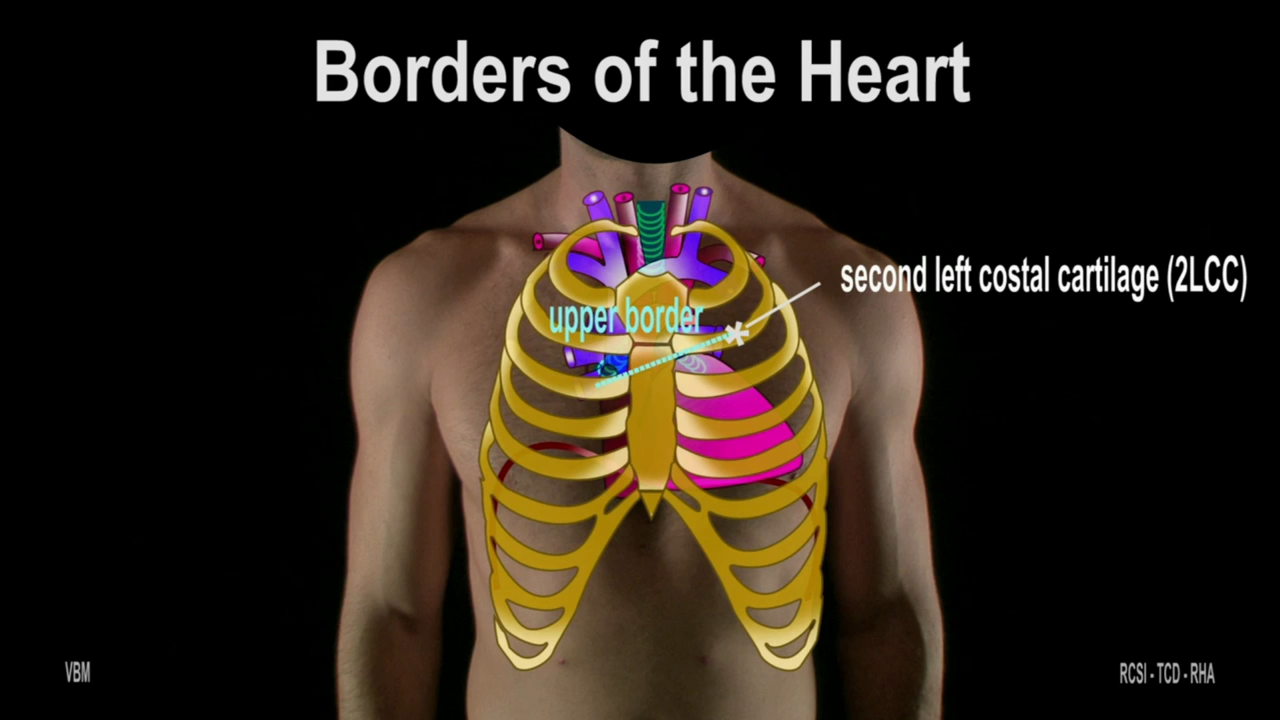 Borders of the Heart
second left costal cartilage (2LCC)
upper border
VBM
RCSI - TCD - RHA